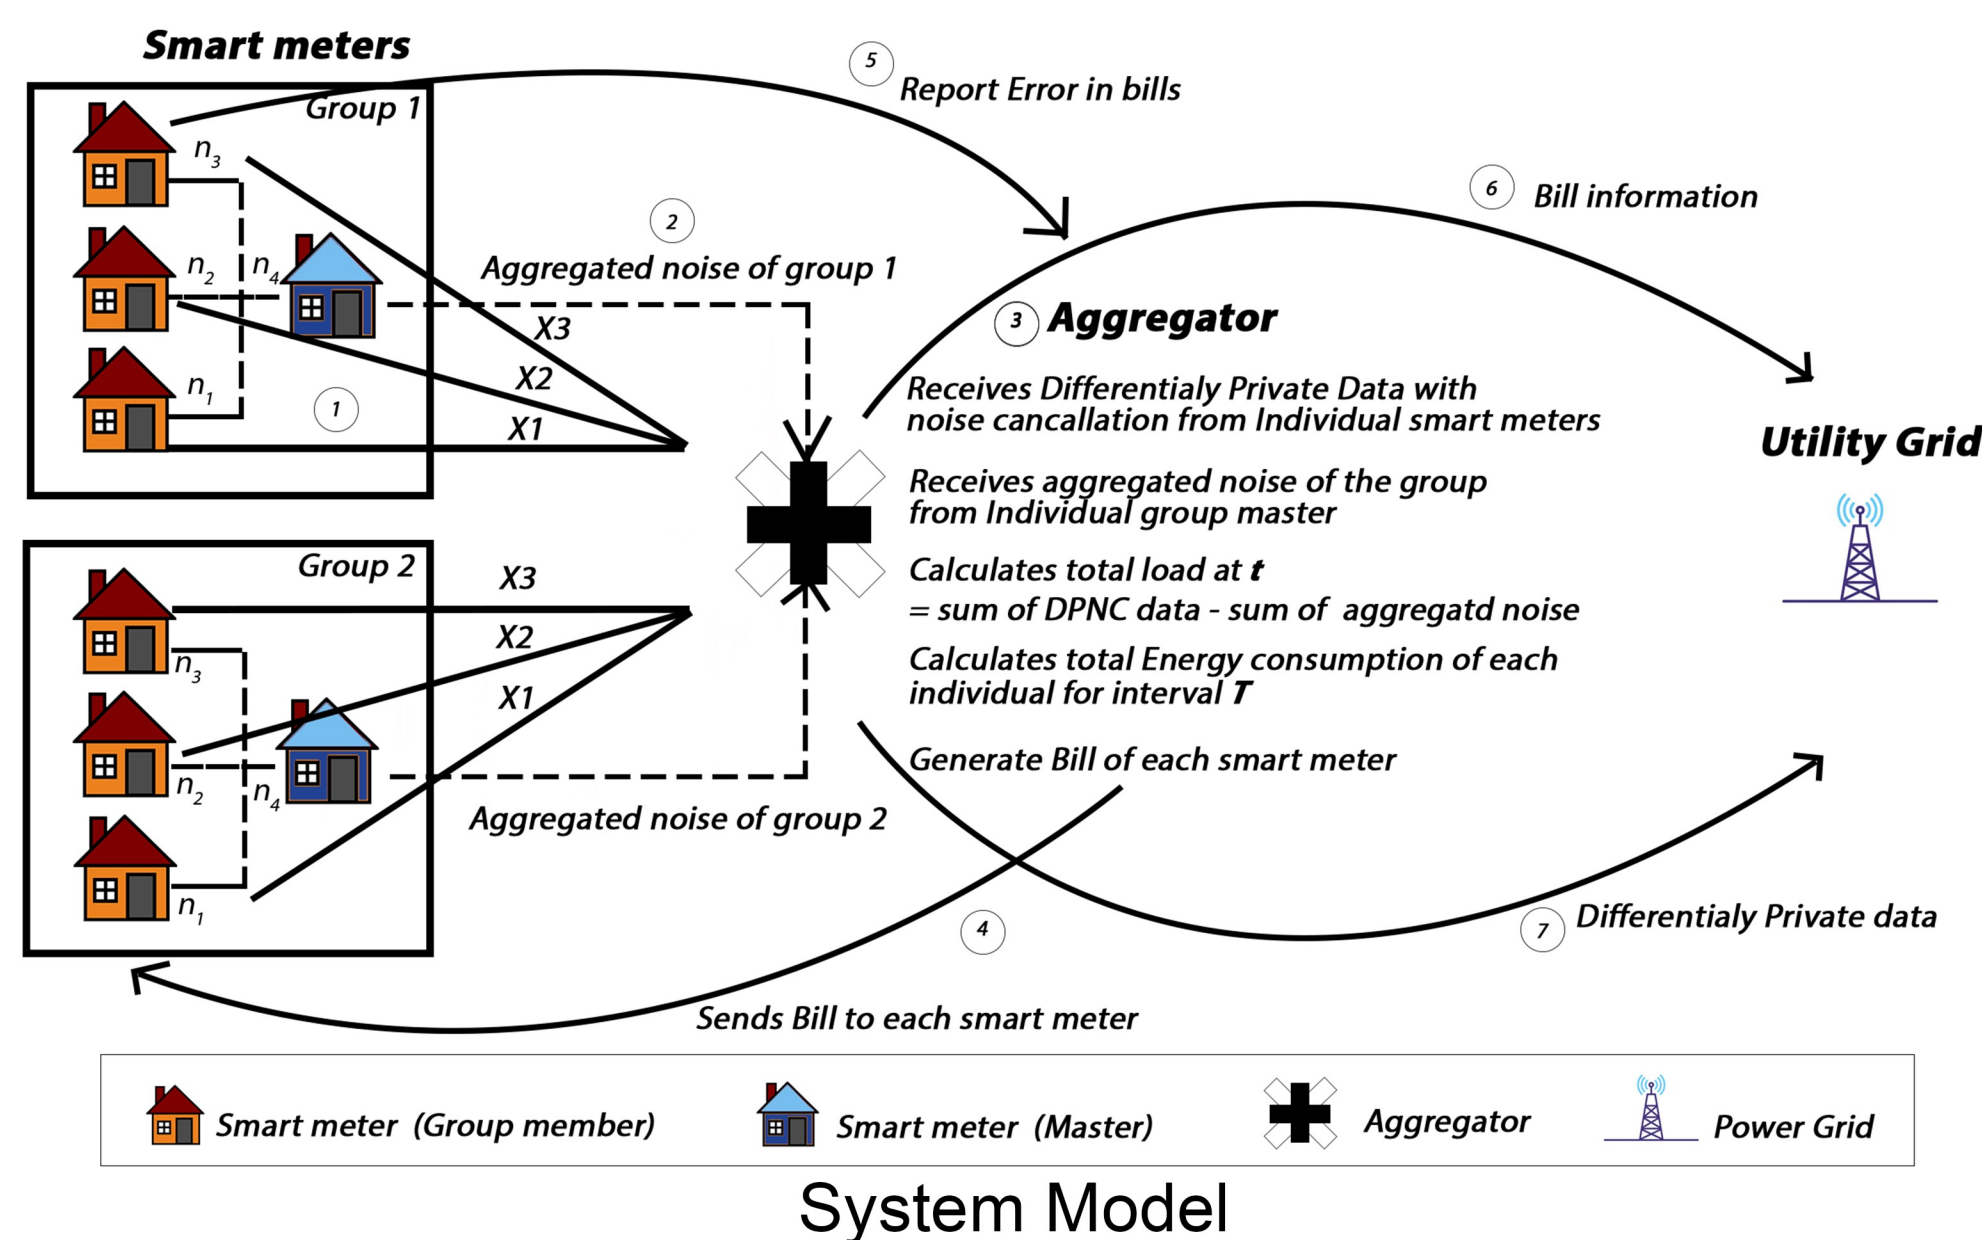 Smart meters
Group 1
n3
n2
n4
n1
1
X3
X2
X1
2
Aggregated noise of group 1
5
Report Error in bills
6
Bill information
3 Aggregator
Receives Differentialy Private Data with
noise cancallation from Individual smart meters
Receives aggregated noise of the group
from Individual group master
Calculates total load at t
= sum of DPNC data - sum of aggregatd noise
Calculates total Energy consumption of each
individual for interval T
Generate Bill of each smart meter
Utility Grid
Group 2
n3
n2
n4
n1
X3
X2
X1
Aggregated noise of group 2
4
Sends Bill to each smart meter
7
Differentialy Private data
Smart meter (Group member)
Smart meter (Master)
Aggregator
Power Grid
System Model